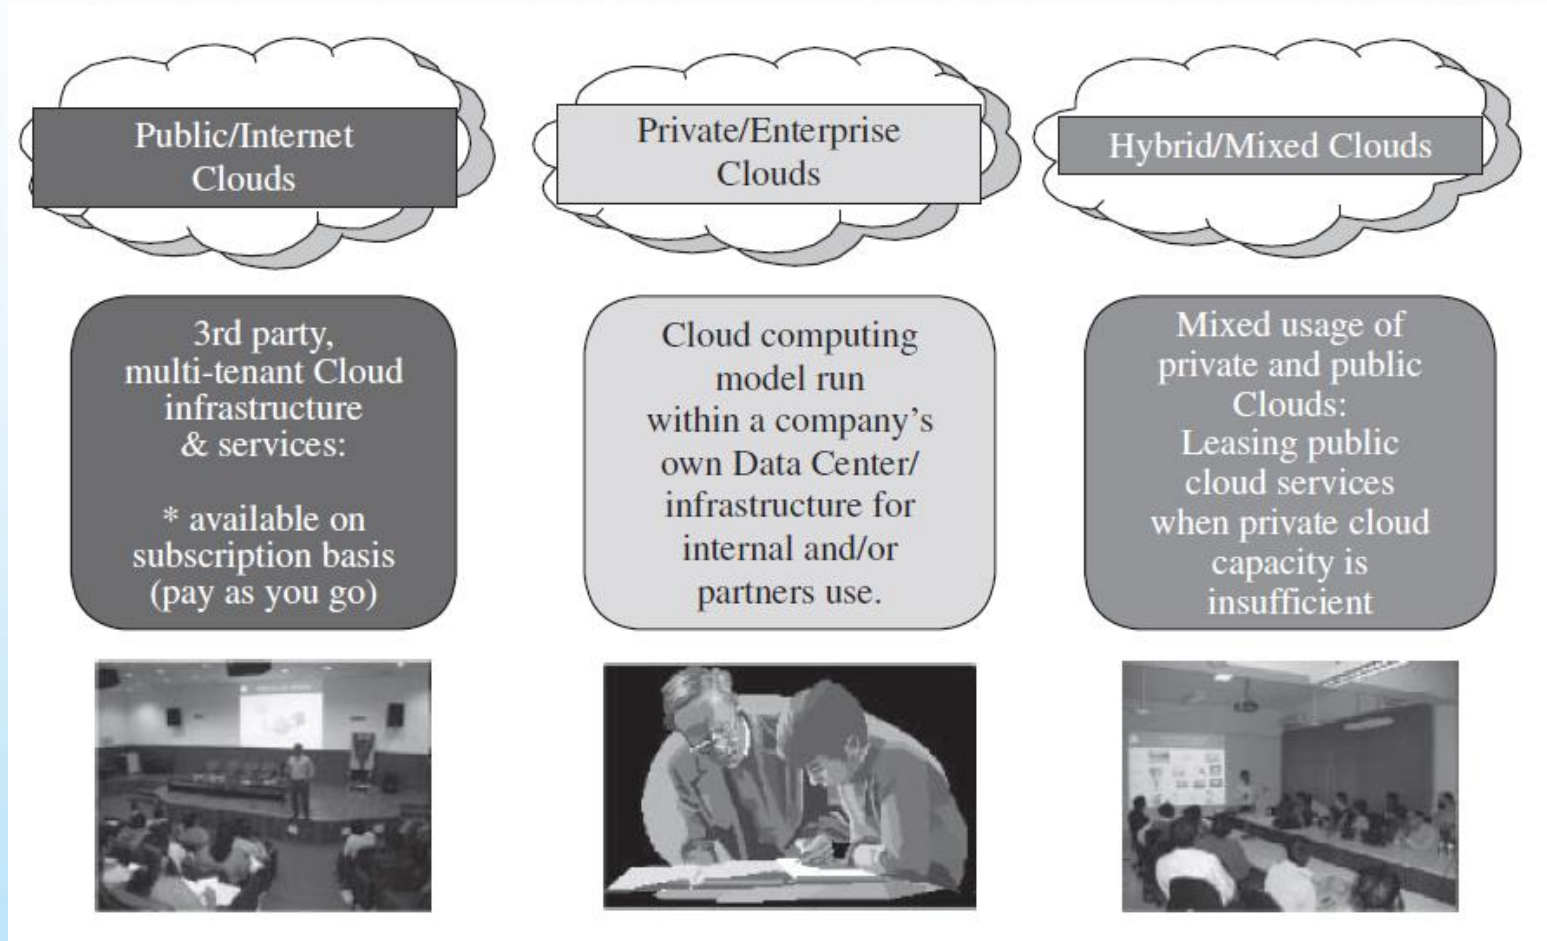 Public/Internet
Clouds
Private/Enterprise
Clouds
Hybrid/Mixed Clouds
3rd party,
multi-tenant Cloud
infrastructure
& services:
* available on
subscription basis
(pay as you go)
Cloud computing
model run
within a company’s
own Data Center/
infrastructure for
internal and/or
partners use.
Mixed usage of
private and public
Clouds:
Leasing public
cloud services
when private cloud
capacity is
insufficient